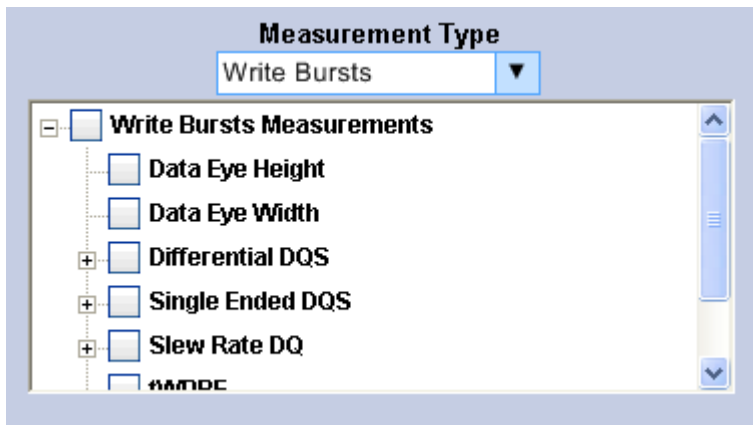 Measurement Type
Write Bursts
Write Bursts Measurements
Data Eye Height
Data Eye Width
Differential DQS
Single Ended DQS
Slew Rate DQ